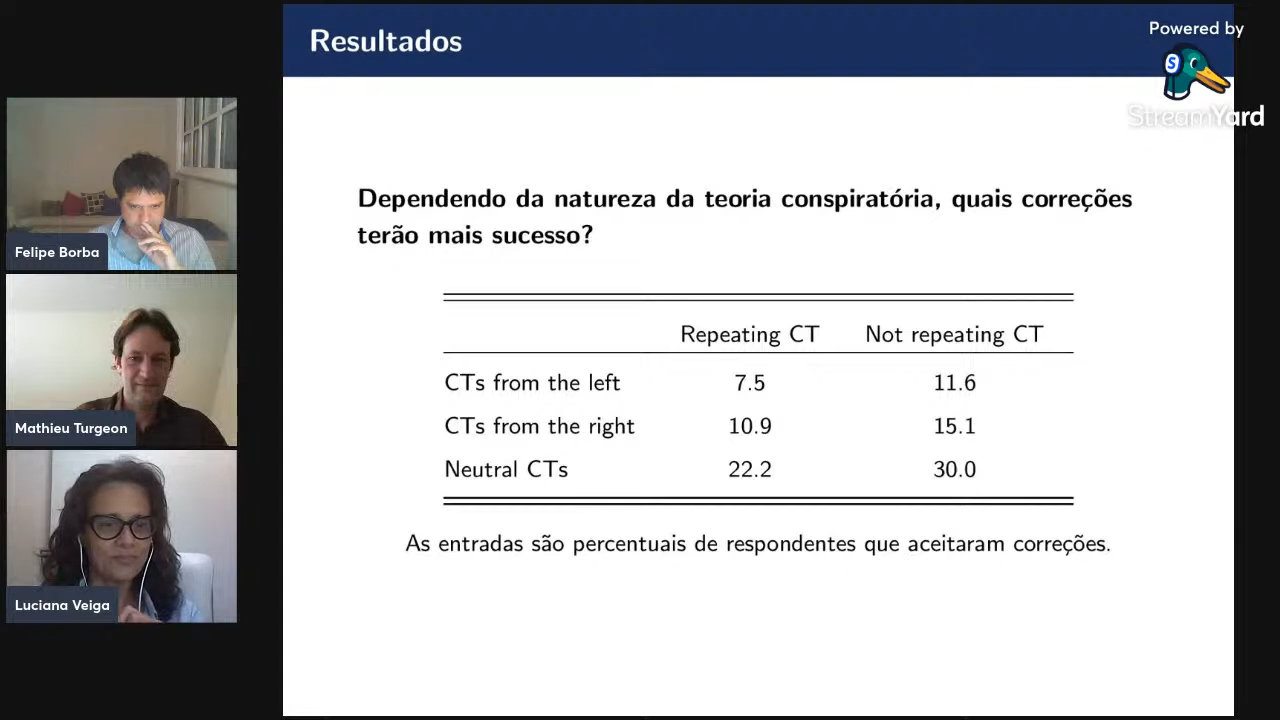 Resultados
Powered by
StreamYard
Felipe Borba
Mathieu Turgeon
Luciana Veiga
Dependendo da natureza da teoria conspiratória, quais correções
terão mais sucesso?
Repeating CT Not repeating CT
CTs from the left 7.5 11.6
CTs from the right 10.9 15.1
Neutral CTs 22.2 30.0
As entradas são percentuais de respondentes que aceitaram correções.